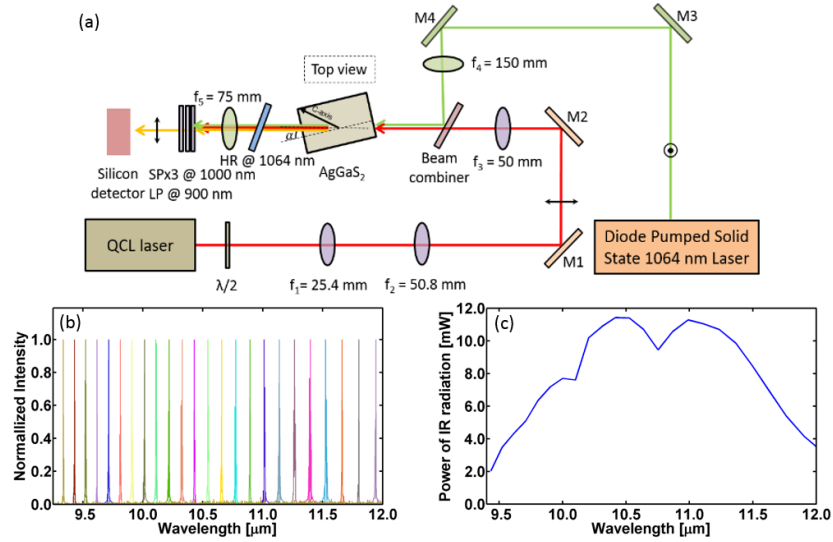 (a)
M4
M3
Top view
f4 = 150 mm
f5 = 75 mm
C-axis
M2
αI
HR @ 1064 nm
AgGaS2
Beam
combiner
f3 = 50 mm
Silicon
detector
SPx3 @ 1000 nm
LP @ 900 nm
QCL laser
λ/2
f1 = 25.4 mm
f2 = 50.8 mm
M1
Diode Pumped Solid
State 1064 nm Laser
(b)
Normallized Intensity
1.0
0.8
0.6
0.4
0.2
0.0
9.5
10.0
10.5
11.0
11.5
12.0
Wavelength [μm]
(c)
Power of IR radiation [mW]
12.0
10.0
8.0
6.0
4.0
2.0
0.0
9.5
10.0
10.5
11.0
11.5
12.0
Wavelength [μm]